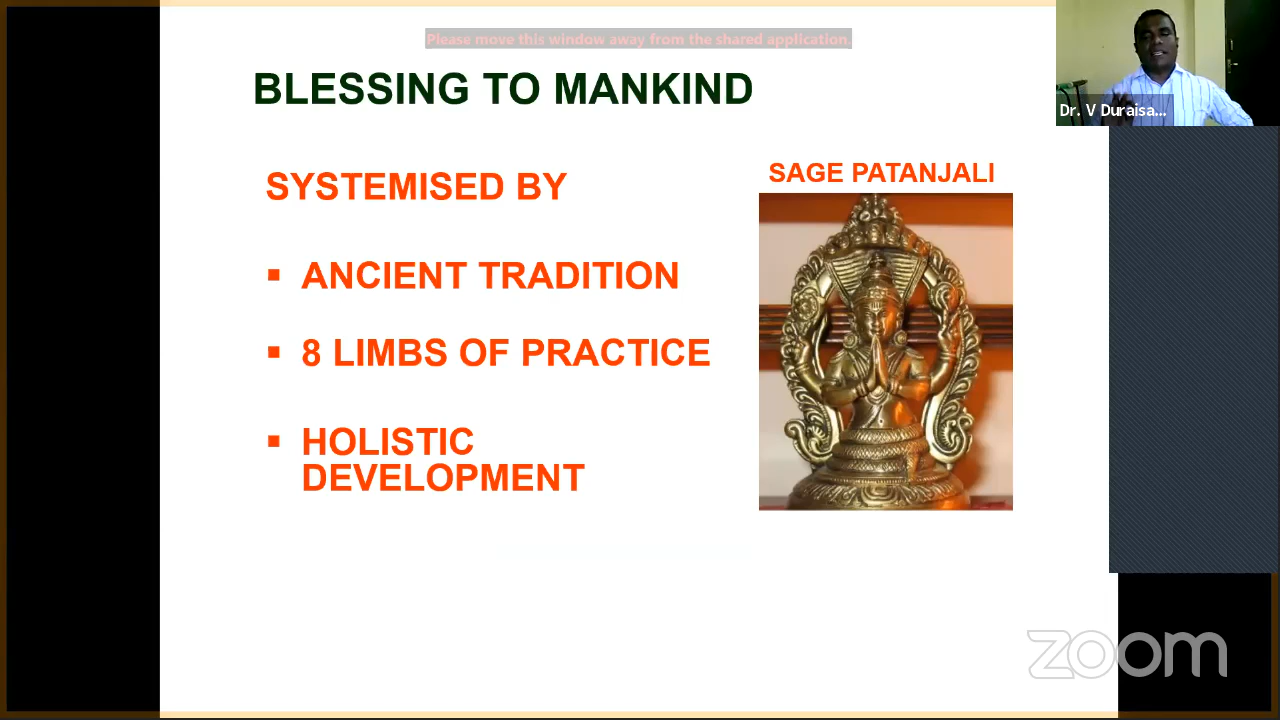 Please move this window away from the shared application.
BLESSING TO MANKIND
Dr. V Duraisa...
SYSTEMISED BY
SAGE PATANJALI
▪ ANCIENT TRADITION
▪ 8 LIMBS OF PRACTICE
▪ HOLISTIC
DEVELOPMENT
zoom